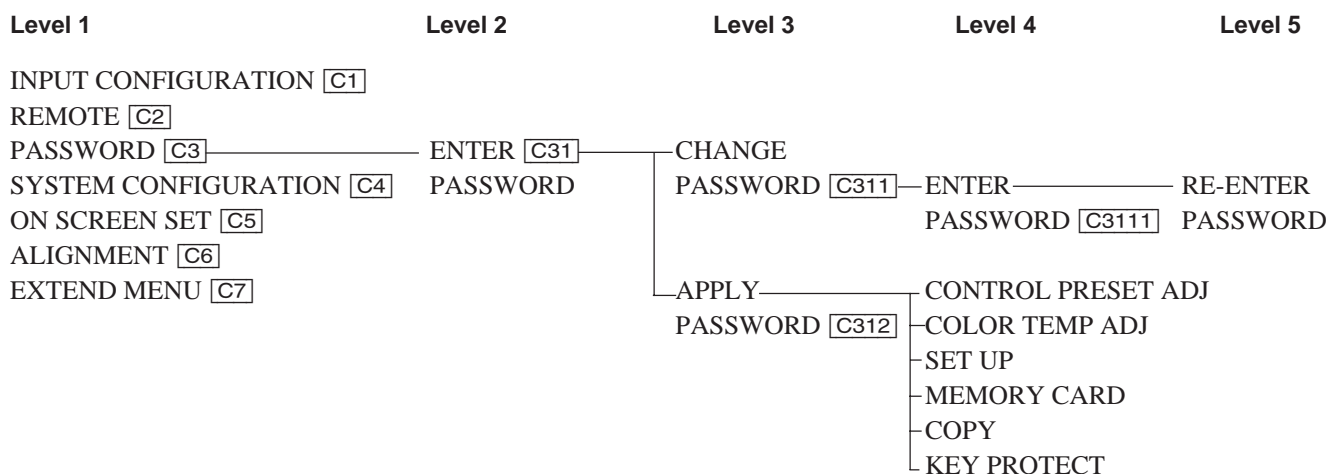 Level 1 Level 2 Level 3 Level 4 Level 5
INPUT CONFIGURATION C1
REMOTE C2
PASSWORD C3 ENTER C31 CHANGE
SYSTEM CONFIGURATION C4 PASSWORD PASSWORD C311 ENTER RE-ENTER
ON SCREEN SET C5 PASSWORD C3111 PASSWORD
ALIGNMENT C6
EXTEND MENU C7 APPLY CONTROL PRESET ADJ
PASSWORD C312 COLOR TEMP ADJ
SET UP
MEMORY CARD
COPY
KEY PROTECT